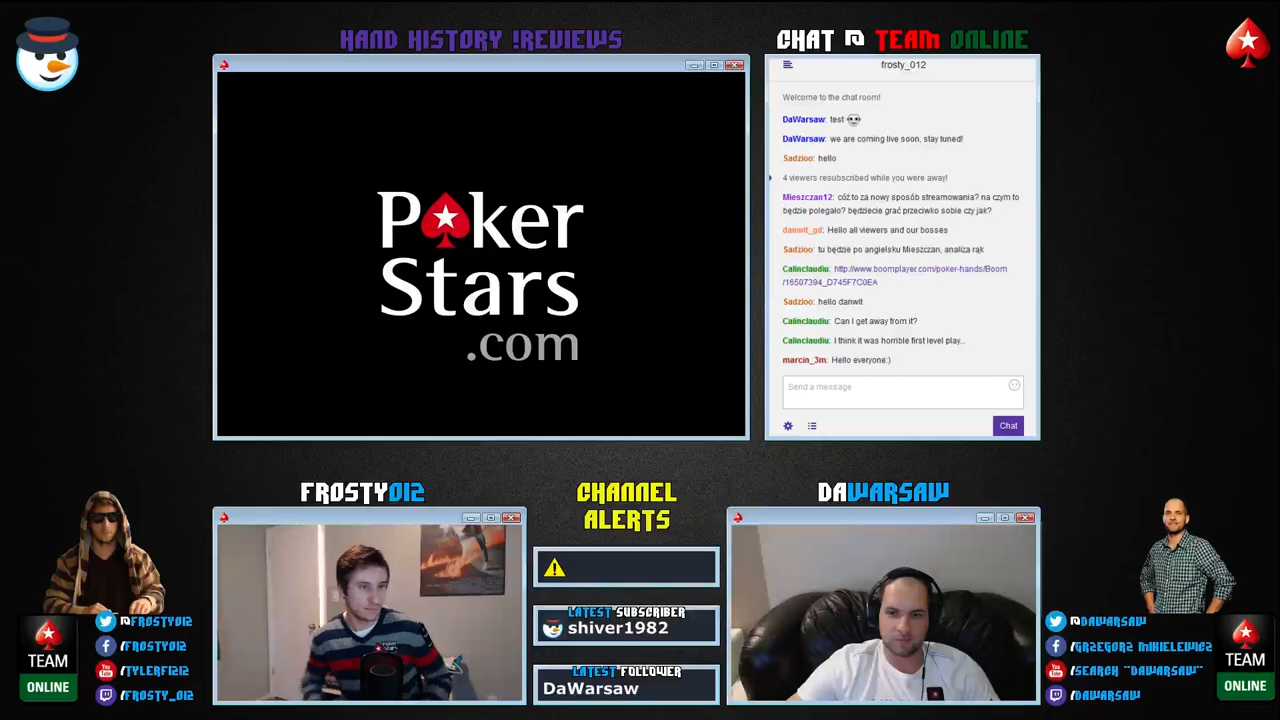 HAND HISTORY !REVIEWS
CHAT @ TEAM ONLINE
Poker
Stars
.com
frosty_012
Welcome to the chat room!
DaWarsaw: test
DaWarsaw: we are coming live soon, stay tuned!
Sadzioo: hello
4 viewers resubscribed while you were away!
Mieszczan12: cóż to za nowy sposób streamowania? na czym to
będzie polegało? będziecie grać przeciwko sobie czy jak?
danwit_gd: Hello all viewers and our bosses
Sadzioo: tu będzie po angielsku Mieszczan, analiza rąk
Calinclaudiu: http://www.boomplayer.com/poker-hands/Boom
/16507394_D745F7C0EA
Sadzioo: hello danwit
Calinclaudiu: Can I get away from it?
Calinclaudiu: I think it was horrible first level play...
marcin_3m: Hello everyone:)
Send a message
Chat
FROSTY012
CHANNEL
ALERTS
DAWARSAW
LATEST SUBSCRIBER
shiver1982
LATEST FOLLOWER
DaWarsaw
TEAM
ONLINE
@FROSTY012
/FROSTY012
/TYLERF1212
/FROSTY_012
@DAWARSAW
/GRZEGORZ MIKIELEWICZ
/SEARCH "DAWARSAW"
/DAWARSAW
TEAM
ONLINE